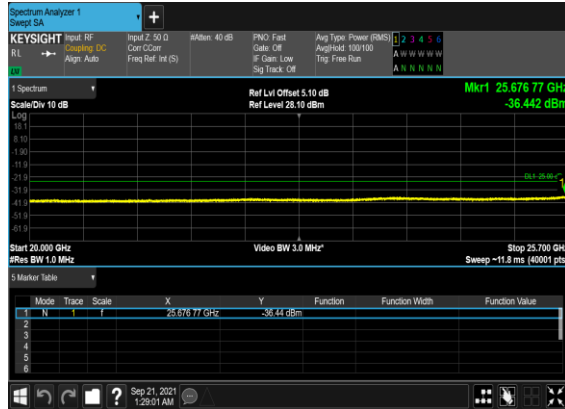 Spectrum Analyzer 1
Swept SA
+
KEYSIGHT Input: RF Input Z: 50 Ω #Atten: 40 dB PNO: Fast Avg Type: Power (RMS) 1 2 3 4 5 6
RL Coupling: DC Corr CCorr Gate: Off Avg|Hold: 100/100 A W W W W W
Align: Auto Freq Ref: Int (S) IF Gain: Low Trig: Free Run
Sig Track: Off A N N N N N
1 Spectrum Ref Lvl Offset 5.10 dB Mkr1 25.676 77 GHz
Scale/Div 10 dB Ref Level 28.10 dBm -36.442 dBm
Log
18.1
8.10
-1.90
-11.9
-21.9 DL1 -25.00
-31.9
-41.9
-51.9
-61.9
Start 20.000 GHz Video BW 3.0 MHz* Stop 25.700 GHz
#Res BW 1.0 MHz Sweep ~11.8 ms (40001 pts
5 Marker Table
Mode Trace Scale X Y Function Function Width Function Value
1 N 1 f 25.676 77 GHz -36.44 dBm
2
3
4
5
6
? Sep 21, 2021
1:29:01 AM